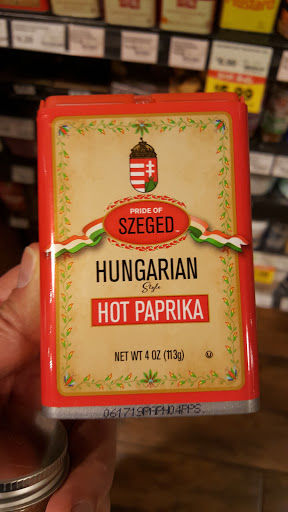 PRIDE OF
SZEGED
HUNGARIAN
Style
HOT PAPRIKA
NET WT 4 OZ (113g)
U